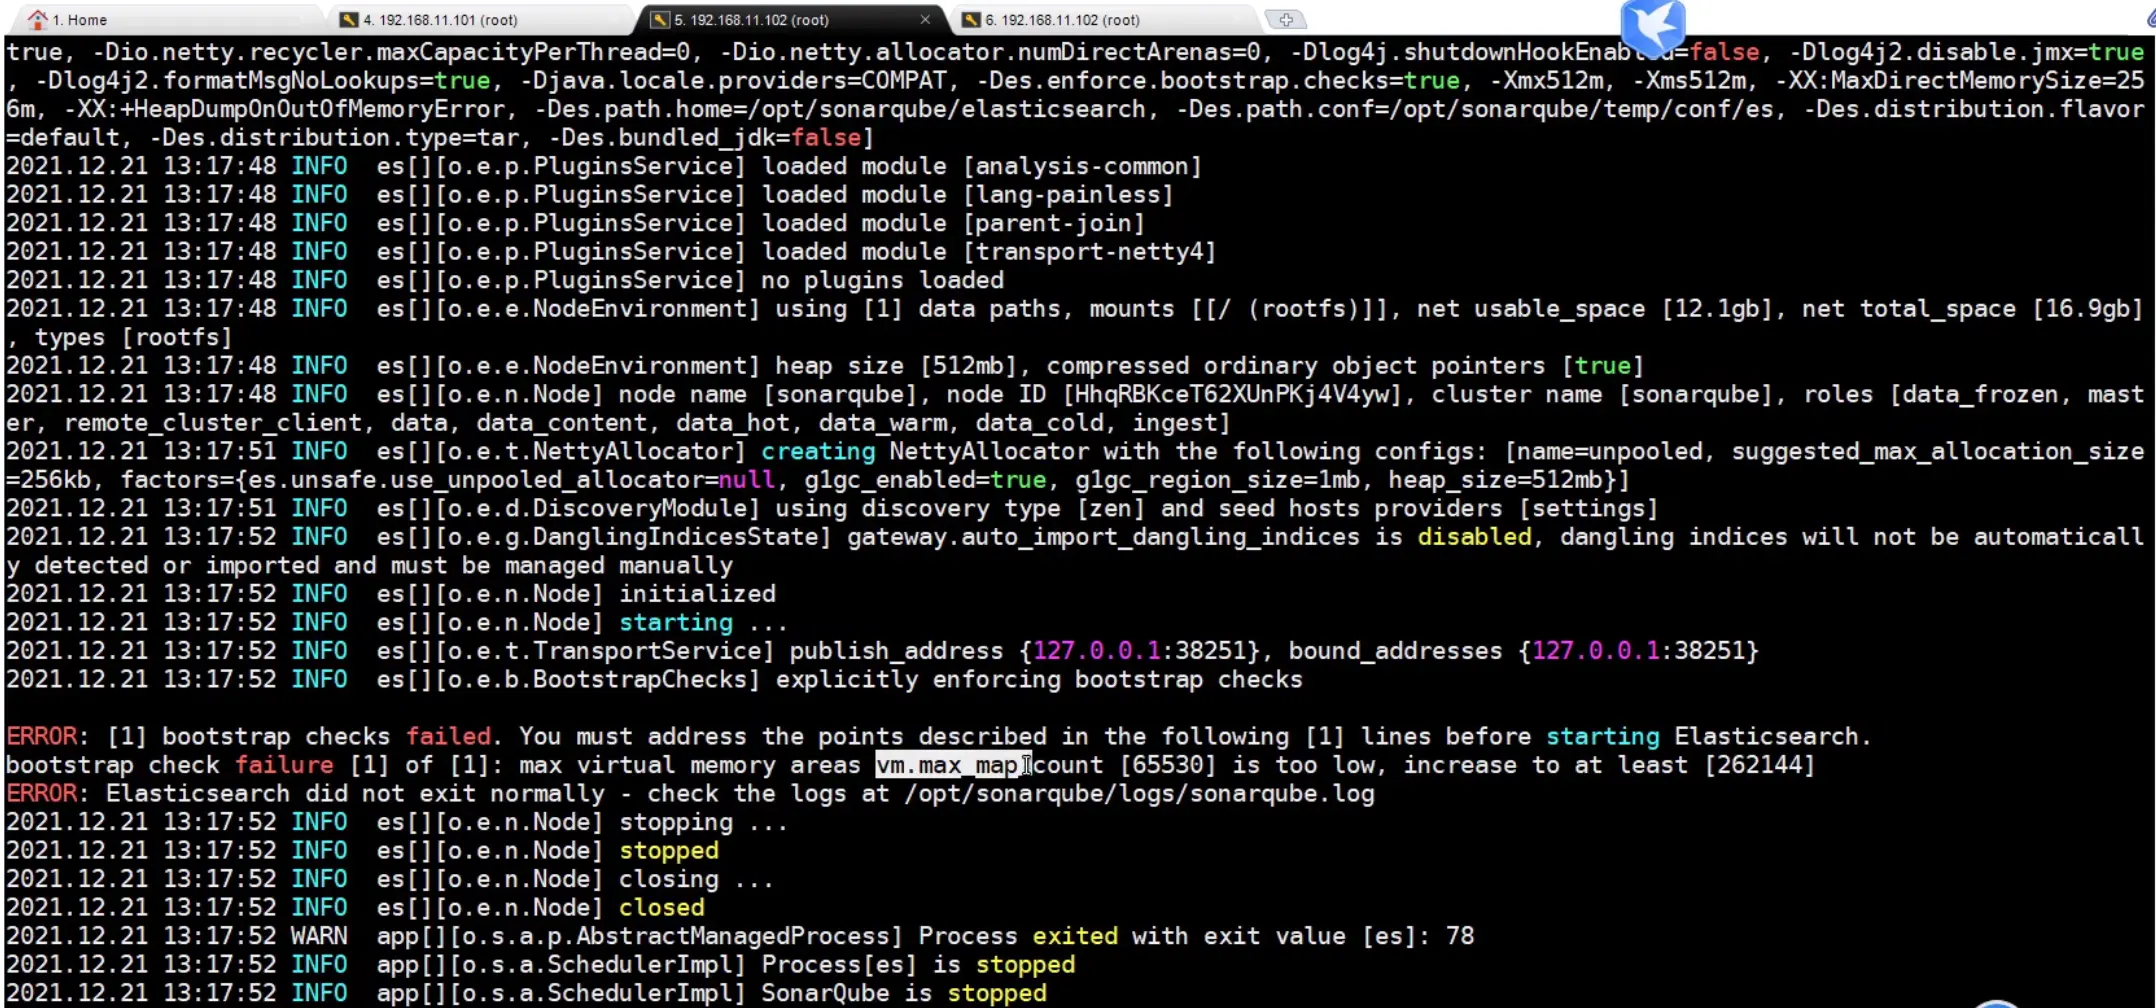 1. Home
4. 192.168.11.101 (root)
5. 192.168.11.102 (root)
6. 192.168.11.102 (root)
true, -Dio.netty.recycler.maxCapacityPerThread=0, -Dio.netty.allocator.numDirectArenas=0, -Dlog4j.shutdownHookEnabled=false, -Dlog4j2.disable.jmx=true
, -Dlog4j2.formatMsgNoLookups=true, -Djava.locale.providers=COMPAT, -Des.enforce.bootstrap.checks=true, -Xmx512m, -Xms512m, -XX:MaxDirectMemorySize=25
6m, -XX:+HeapDumpOnOutOfMemoryError, -Des.path.home=/opt/sonarqube/elasticsearch, -Des.path.conf=/opt/sonarqube/temp/conf/es, -Des.distribution.flavor
=default, -Des.distribution.type=tar, -Des.bundled_jdk=false]
2021.12.21 13:17:48 INFO  es[][o.e.p.PluginsService] loaded module [analysis-common]
2021.12.21 13:17:48 INFO  es[][o.e.p.PluginsService] loaded module [lang-painless]
2021.12.21 13:17:48 INFO  es[][o.e.p.PluginsService] loaded module [parent-join]
2021.12.21 13:17:48 INFO  es[][o.e.p.PluginsService] loaded module [transport-netty4]
2021.12.21 13:17:48 INFO  es[][o.e.p.PluginsService] no plugins loaded
2021.12.21 13:17:48 INFO  es[][o.e.e.NodeEnvironment] using [1] data paths, mounts [[/ (rootfs)]], net usable_space [12.1gb], net total_space [16.9gb]
, types [rootfs]
2021.12.21 13:17:48 INFO  es[][o.e.e.NodeEnvironment] heap size [512mb], compressed ordinary object pointers [true]
2021.12.21 13:17:48 INFO  es[][o.e.n.Node] node name [sonarqube], node ID [HhqRBKceT62XUnPKj4V4yw], cluster name [sonarqube], roles [data_frozen, mast
er, remote_cluster_client, data, data_content, data_hot, data_warm, data_cold, ingest]
2021.12.21 13:17:51 INFO  es[][o.e.t.NettyAllocator] creating NettyAllocator with the following configs: [name=unpooled, suggested_max_allocation_size
=256kb, factors={es.unsafe.use_unpooled_allocator=null, g1gc_enabled=true, g1gc_region_size=1mb, heap_size=512mb}]
2021.12.21 13:17:51 INFO  es[][o.e.d.DiscoveryModule] using discovery type [zen] and seed hosts providers [settings]
2021.12.21 13:17:52 INFO  es[][o.e.g.DanglingIndicesState] gateway.auto_import_dangling_indices is disabled, dangling indices will not be automaticall
y detected or imported and must be managed manually
2021.12.21 13:17:52 INFO  es[][o.e.n.Node] initialized
2021.12.21 13:17:52 INFO  es[][o.e.n.Node] starting ...
2021.12.21 13:17:52 INFO  es[][o.e.t.TransportService] publish_address {127.0.0.1:38251}, bound_addresses {127.0.0.1:38251}
2021.12.21 13:17:52 INFO  es[][o.e.b.BootstrapChecks] explicitly enforcing bootstrap checks
ERROR: [1] bootstrap checks failed. You must address the points described in the following [1] lines before starting Elasticsearch.
bootstrap check failure [1] of [1]: max virtual memory areas vm.max_map_count [65530] is too low, increase to at least [262144]
ERROR: Elasticsearch did not exit normally - check the logs at /opt/sonarqube/logs/sonarqube.log
2021.12.21 13:17:52 INFO  es[][o.e.n.Node] stopping ...
2021.12.21 13:17:52 INFO  es[][o.e.n.Node] stopped
2021.12.21 13:17:52 INFO  es[][o.e.n.Node] closing ...
2021.12.21 13:17:52 INFO  es[][o.e.n.Node] closed
2021.12.21 13:17:52 WARN  app[][o.s.a.p.AbstractManagedProcess] Process exited with exit value [es]: 78
2021.12.21 13:17:52 INFO  app[][o.s.a.SchedulerImpl] Process[es] is stopped
2021.12.21 13:17:52 INFO  app[][o.s.a.SchedulerImpl] SonarQube is stopped